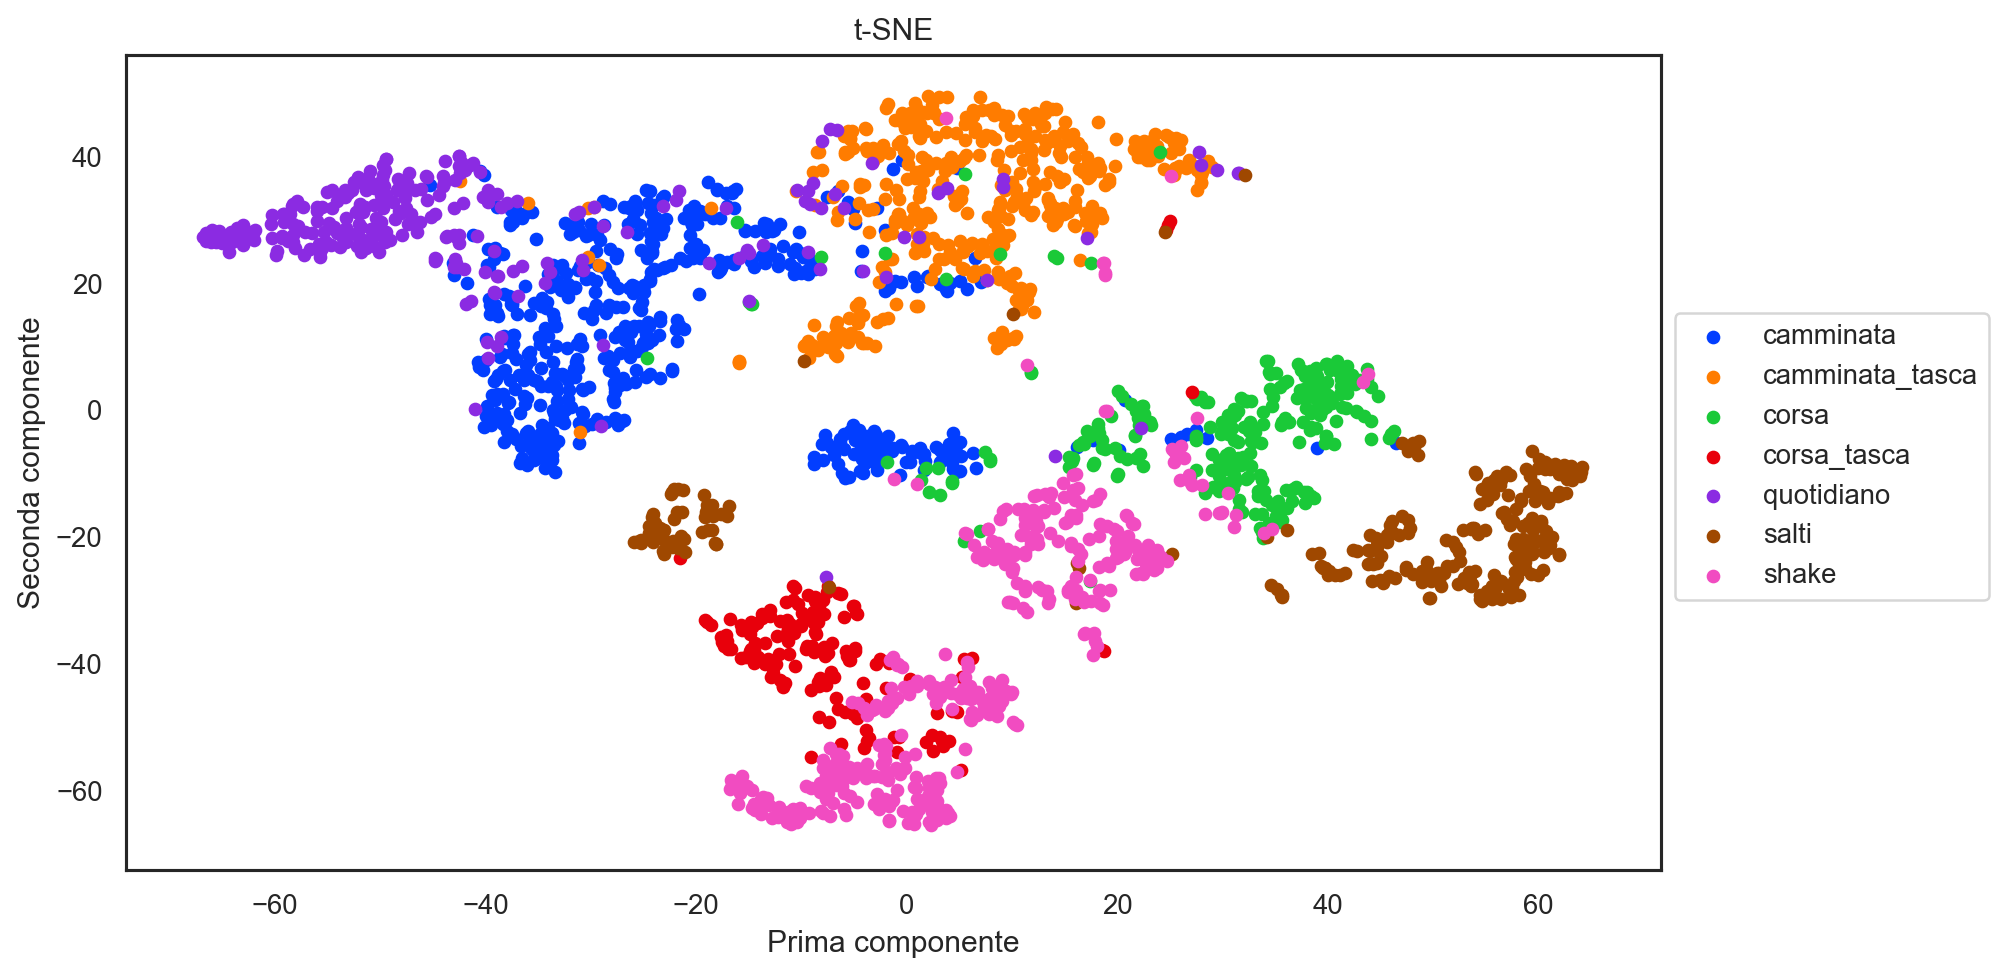 t-SNE
Seconda componente
40
20
0
−20
−40
−60
−60
−40
−20
0
20
40
60
Prima componente
camminata
camminata_tasca
corsa
corsa_tasca
quotidiano
salti
shake